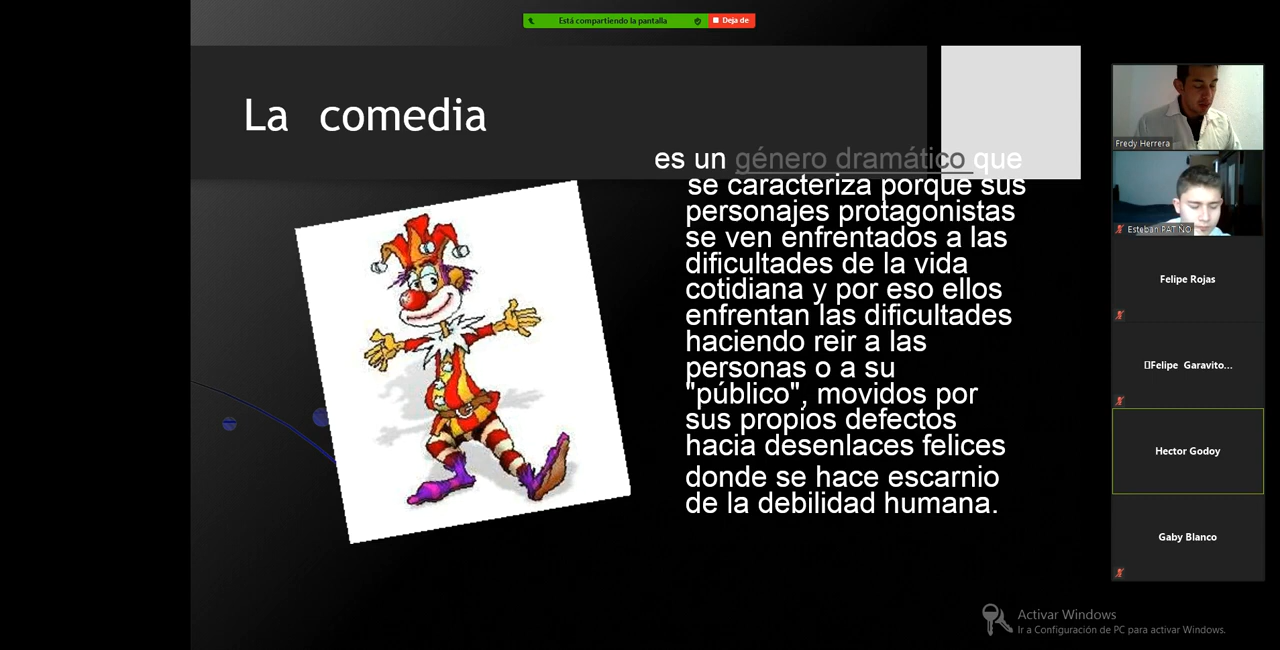 Está compartiendo la pantalla
Deja de
La comedia
es un género dramático que
se caracteriza porque sus
personajes protagonistas
se ven enfrentados a las
dificultades de la vida
cotidiana y por eso ellos
enfrentan las dificultades
haciendo reir a las
personas o a su
"público", movidos por
sus propios defectos
hacia desenlaces felices
donde se hace escarnio
de la debilidad humana.
Fredy Herrera
Esteban PATIÑO
Felipe Rojas
Felipe Garavito...
Hector Godoy
Gaby Blanco
Activar Windows
Ir a Configuración de PC para activar Windows.